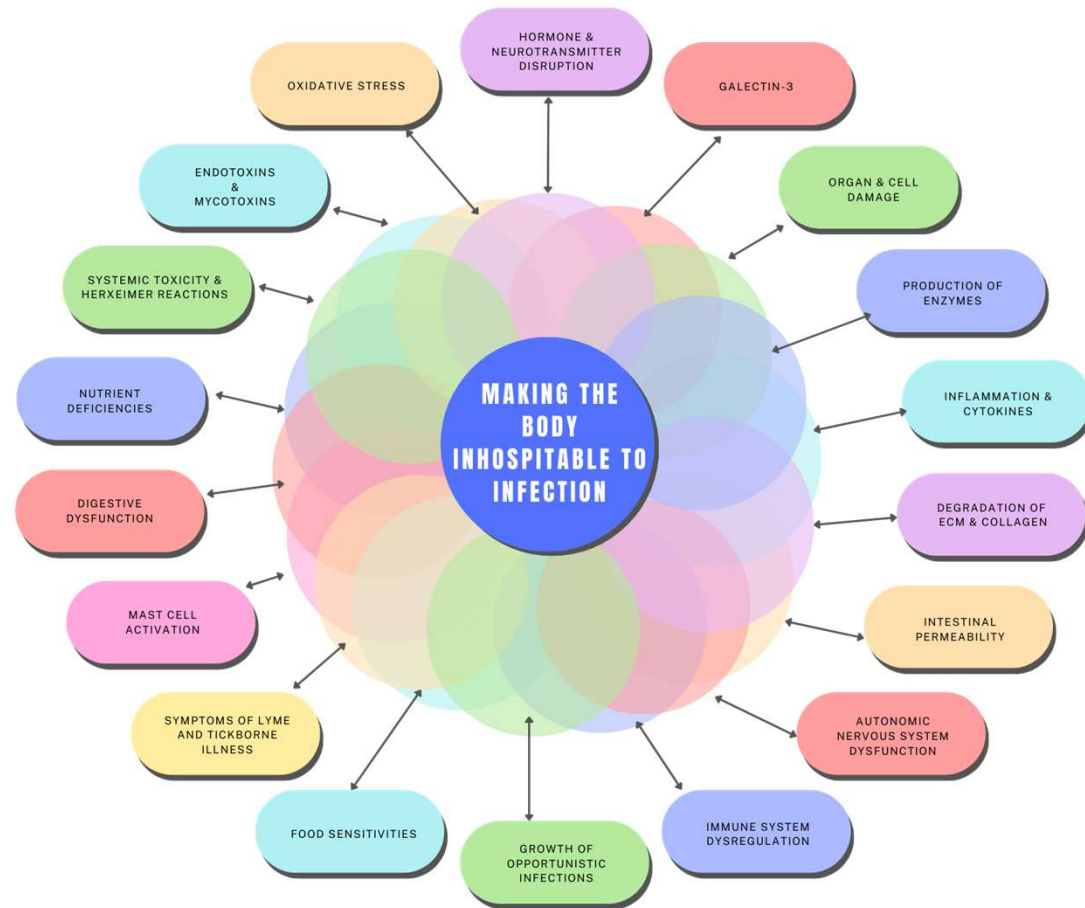 HORMONE &
NEUROTRANSMITTER
DISRUPTION
GALECTIN-3
ORGAN & CELL
DAMAGE
PRODUCTION OF
ENZYMES
INFLAMMATION &
CYTOKINES
DEGRADATION OF
ECM & COLLAGEN
INTESTINAL
PERMEABILITY
AUTONOMIC
NERVOUS SYSTEM
DYSFUNCTION
IMMUNE SYSTEM
DYSREGULATION
GROWTH OF
OPPORTUNISTIC
INFECTIONS
FOOD SENSITIVITIES
SYMPTOMS OF LYME
AND TICKBORNE
ILLNESS
MAST CELL
ACTIVATION
DIGESTIVE
DYSFUNCTION
NUTRIENT
DEFICIENCIES
SYSTEMIC TOXICITY &
HERXEIMER REACTIONS
ENDOTOXINS
&
MYCOTOXINS
OXIDATIVE STRESS
MAKING THE
BODY
INHOSPITABLE TO
INFECTION